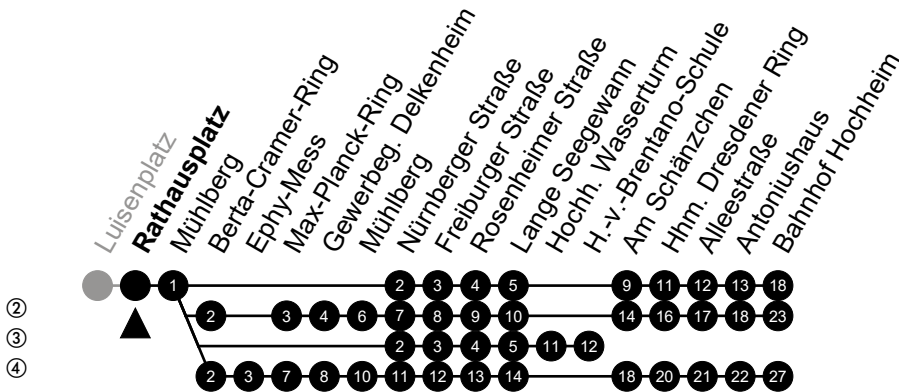 Luisenplatz
Rathausplatz
Mühlberg
Berta-Cramer-Ring
Ephy-Mess
Max-Planck-Ring
Gewerbeg. Delkenheim
Mühlberg
Nürnberger Straße
Freiburger Straße
Rosenheimer Straße
Lange Seegewann
Hochh. Wasserturm
H.-v.-Brentano-Schule
Am Schänzchen
Hhm. Dresdener Ring
Alleestraße
Antoniushaus
Bahnhof Hochheim
1 2 3 4 5 9 11 12 13 18
② 2 3 4 6 7 8 9 10 14 16 17 18 23
③ 2 3 4 5 11 12
④ 2 3 7 8 10 11 12 13 14 18 20 21 22 27